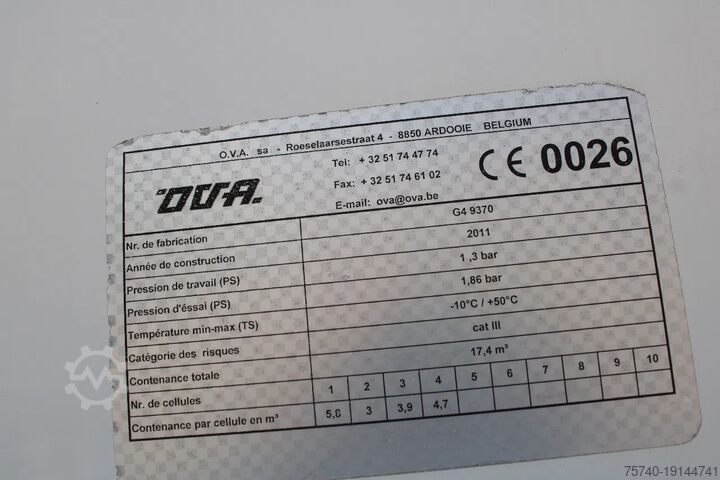 O.V.A. sa - Roeselaarsestraat 4 - 8850 ARDOOIE BELGIUM
OVA.
Tel: + 32 51 74 47 74
Fax: + 32 51 74 61 02
E-mail: ova@ova.be
CE 0026
Nr. de fabrication G4 9370
Année de construction 2011
Pression de travail (PS) 1 ,3 bar
Pression d'éssai (PS) 1,86 bar
Température min-max (TS) -10°C / +50°C
Catégorie des risques cat III
Contenance totale 17,4 m³
Nr. de cellules 1 2 3 4 5 6 7 8 9 10
Contenance par cellule en m³ 5,8 3 3,9 4,7
75740-19144741